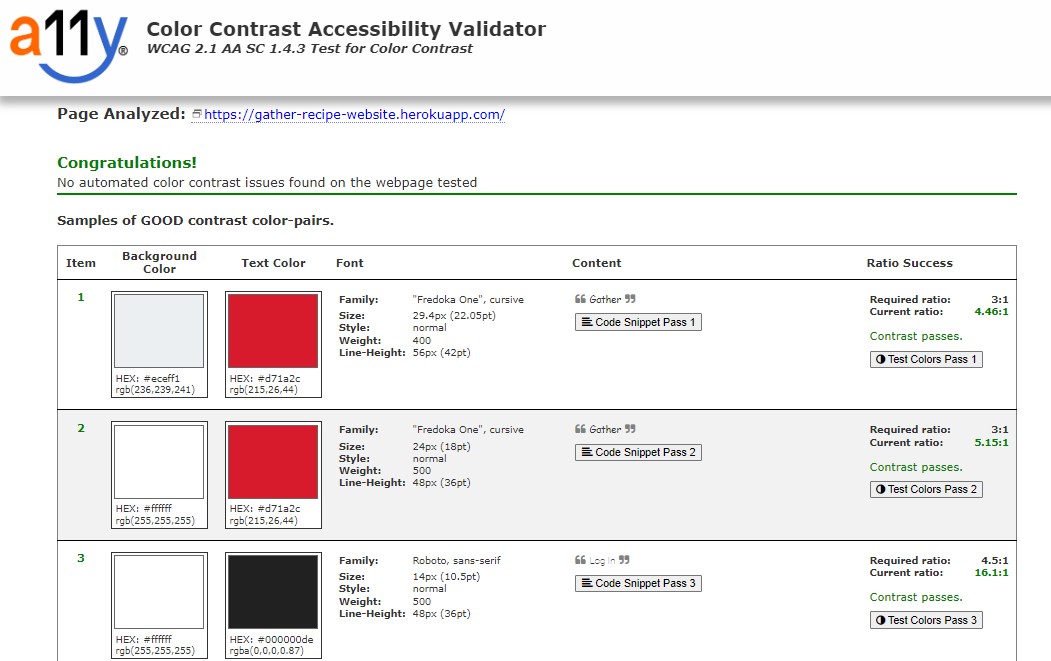 a11y®
Color Contrast Accessibility Validator
WCAG 2.1 AA SC 1.4.3 Test for Color Contrast
Page Analyzed: https://gather-recipe-website.herokuapp.com/
Congratulations!
No automated color contrast issues found on the webpage tested
Samples of GOOD contrast color-pairs.
Item Background Color Text Color Font Content Ratio Success
1
HEX: #eceff1
rgb(236,239,241)
HEX: #d71a2c
rgb(215,26,44)
Family: "Fredoka One", cursive
Size: 29.4px (22.05pt)
Style: normal
Weight: 400
Line-Height: 56px (42pt)
❝ Gather ❞
Code Snippet Pass 1
Required ratio: 3:1
Current ratio: 4.46:1
Contrast passes.
Test Colors Pass 1
2
HEX: #ffffff
rgb(255,255,255)
HEX: #d71a2c
rgb(215,26,44)
Family: "Fredoka One", cursive
Size: 24px (18pt)
Style: normal
Weight: 500
Line-Height: 48px (36pt)
❝ Gather ❞
Code Snippet Pass 2
Required ratio: 3:1
Current ratio: 5.15:1
Contrast passes.
Test Colors Pass 2
3
HEX: #ffffff
rgb(255,255,255)
HEX: #000000de
rgba(0,0,0,0.87)
Family: Roboto, sans-serif
Size: 14px (10.5pt)
Style: normal
Weight: 500
Line-Height: 48px (36pt)
❝ Log in ❞
Code Snippet Pass 3
Required ratio: 4.5:1
Current ratio: 16.1:1
Contrast passes.
Test Colors Pass 3